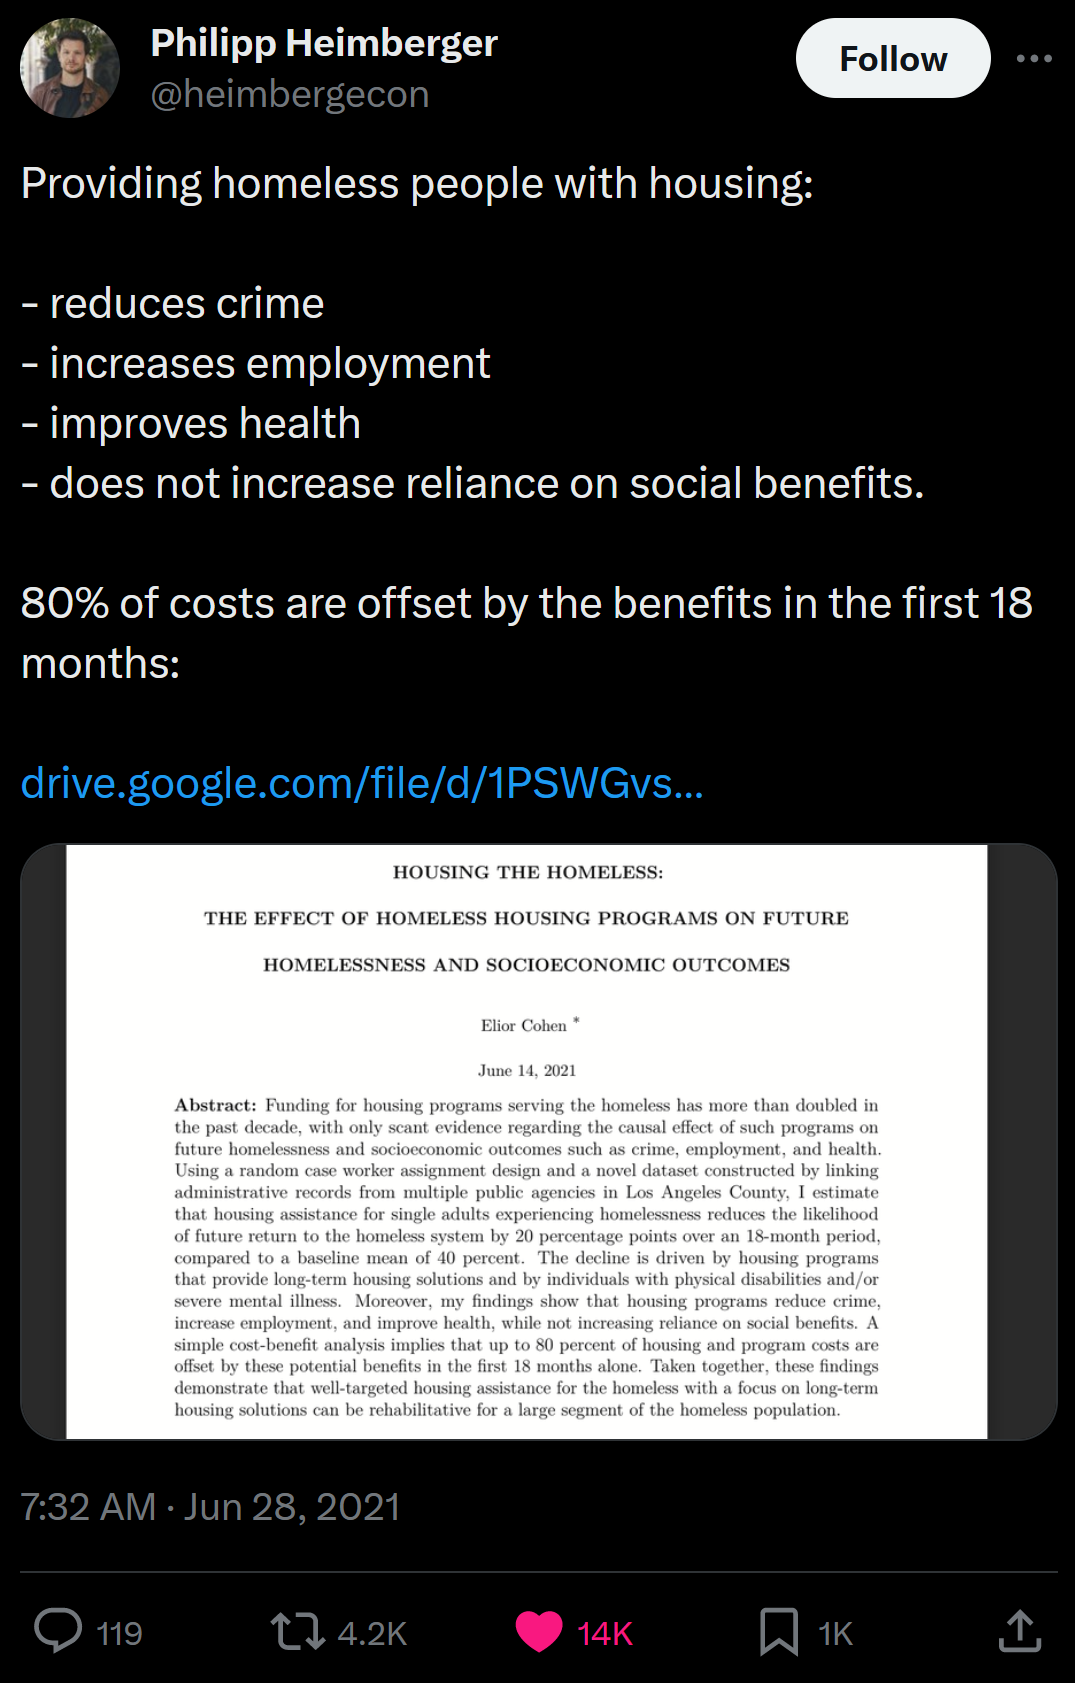 Philipp Heimberger
@heimbergecon
Follow
Providing homeless people with housing:
- reduces crime
- increases employment
- improves health
- does not increase reliance on social benefits.
80% of costs are offset by the benefits in the first 18
months:
drive.google.com/file/d/1PSWGvs...
HOUSING THE HOMELESS:
THE EFFECT OF HOMELESS HOUSING PROGRAMS ON FUTURE
HOMELESSNESS AND SOCIOECONOMIC OUTCOMES
Elior Cohen *
June 14, 2021
Abstract: Funding for housing programs serving the homeless has more than doubled in
the past decade, with only scant evidence regarding the causal effect of such programs on
future homelessness and socioeconomic outcomes such as crime, employment, and health.
Using a random case worker assignment design and a novel dataset constructed by linking
administrative records from multiple public agencies in Los Angeles County, I estimate
that housing assistance for single adults experiencing homelessness reduces the likelihood
of future return to the homeless system by 20 percentage points over an 18-month period,
compared to a baseline mean of 40 percent. The decline is driven by housing programs
that provide long-term housing solutions and by individuals with physical disabilities and/or
severe mental illness. Moreover, my findings show that housing programs reduce crime,
increase employment, and improve health, while not increasing reliance on social benefits. A
simple cost-benefit analysis implies that up to 80 percent of housing and program costs are
offset by these potential benefits in the first 18 months alone. Taken together, these findings
demonstrate that well-targeted housing assistance for the homeless with a focus on long-term
housing solutions can be rehabilitative for a large segment of the homeless population.
7:32 AM · Jun 28, 2021
119
4.2K
14K
1K